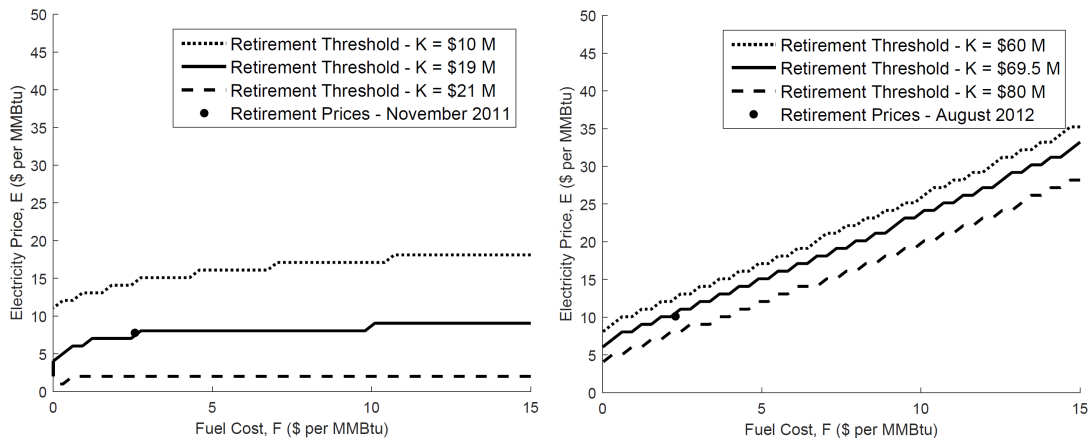 50
45
40
35
30
25
20
15
10
5
0
Electricity Price, E ($ per MMBtu)
Retirement Threshold - K = $10 M
Retirement Threshold - K = $19 M
Retirement Threshold - K = $21 M
Retirement Prices - November 2011
0 5 10 15
Fuel Cost, F ($ per MMBtu)
50
45
40
35
30
25
20
15
10
5
0
Electricity Price, E ($ per MMBtu)
Retirement Threshold - K = $60 M
Retirement Threshold - K = $69.5 M
Retirement Threshold - K = $80 M
Retirement Prices - August 2012
0 5 10 15
Fuel Cost, F ($ per MMBtu)